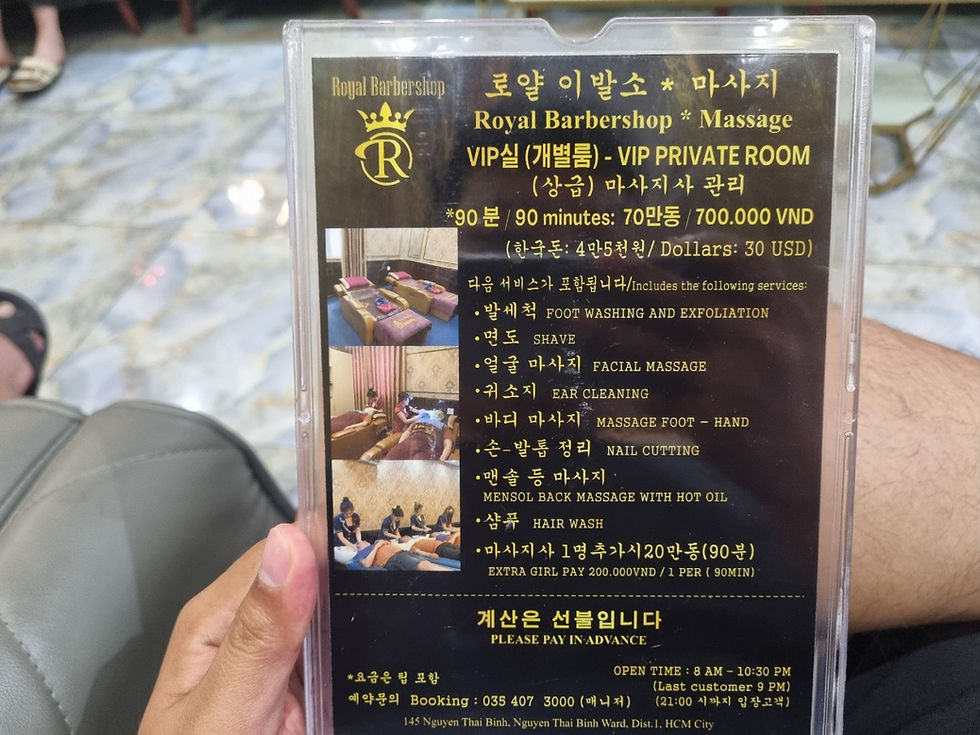 Royal Barbershop
R
로얄 이발소 * 마사지
Royal Barbershop * Massage
VIP실 (개별룸) - VIP PRIVATE ROOM
(상급) 마사지사 관리
*90 분 / 90 minutes: 70만동 / 700.000 VND
(한국돈: 4만5천원/ Dollars: 30 USD)
다음 서비스가 포함됩니다/Includes the following services:
• 발세척 FOOT WASHING AND EXFOLIATION
• 면도 SHAVE
• 얼굴 마사지 FACIAL MASSAGE
• 귀소지 EAR CLEANING
• 바디 마사지 MASSAGE FOOT - HAND
• 손-발톱 정리 NAIL CUTTING
• 맨솔 등 마사지
MENSOL BACK MASSAGE WITH HOT OIL
• 샴퓨 HAIR WASH
• 마사지사 1명추가시20만동(90분)
EXTRA GIRL PAY 200.000VND / 1 PER ( 90MIN)
계산은 선불입니다
PLEASE PAY IN ADVANCE
*요금은 팁 포함
OPEN TIME : 8 AM - 10:30 PM
(Last customer 9 PM)
예약문의 Booking : 035 407 3000 (매니저)
(21:00 시까지 입장고객)
145 Nguyen Thai Binh, Nguyen Thai Binh Ward, Dist.1, HCM City